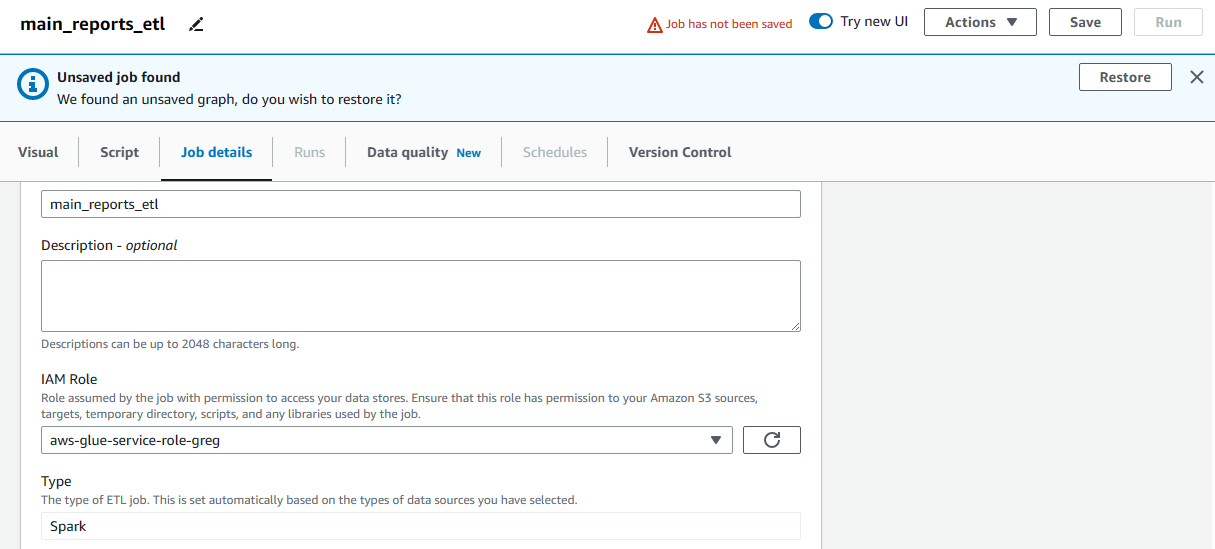 main_reports_etl
Job has not been saved
Try new UI
Actions
Save
Run
Unsaved job found
We found an unsaved graph, do you wish to restore it?
Restore
Visual
Script
Job details
Runs
Data quality New
Schedules
Version Control
main_reports_etl
Description - optional
Descriptions can be up to 2048 characters long.
IAM Role
Role assumed by the job with permission to access your data stores. Ensure that this role has permission to your Amazon S3 sources,
targets, temporary directory, scripts, and any libraries used by the job.
aws-glue-service-role-greg
Type
The type of ETL job. This is set automatically based on the types of data sources you have selected.
Spark